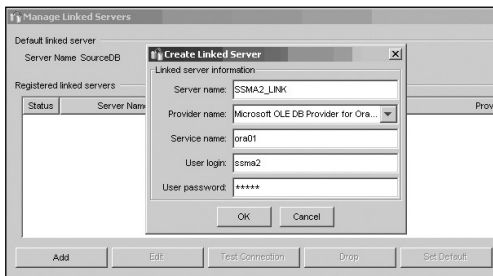 Manage Linked Servers
Default linked server
Server Name SourceDB
Registered linked servers
Status Server Name
Create Linked Server
Linked server information
Server name: SSMA2_LINK
Provider name: Microsoft OLE DB Provider for Ora...
Service name: ora01
User login: ssma2
User password: *****
OK Cancel
Prov
Add Edit Test Connection Drop Set Default